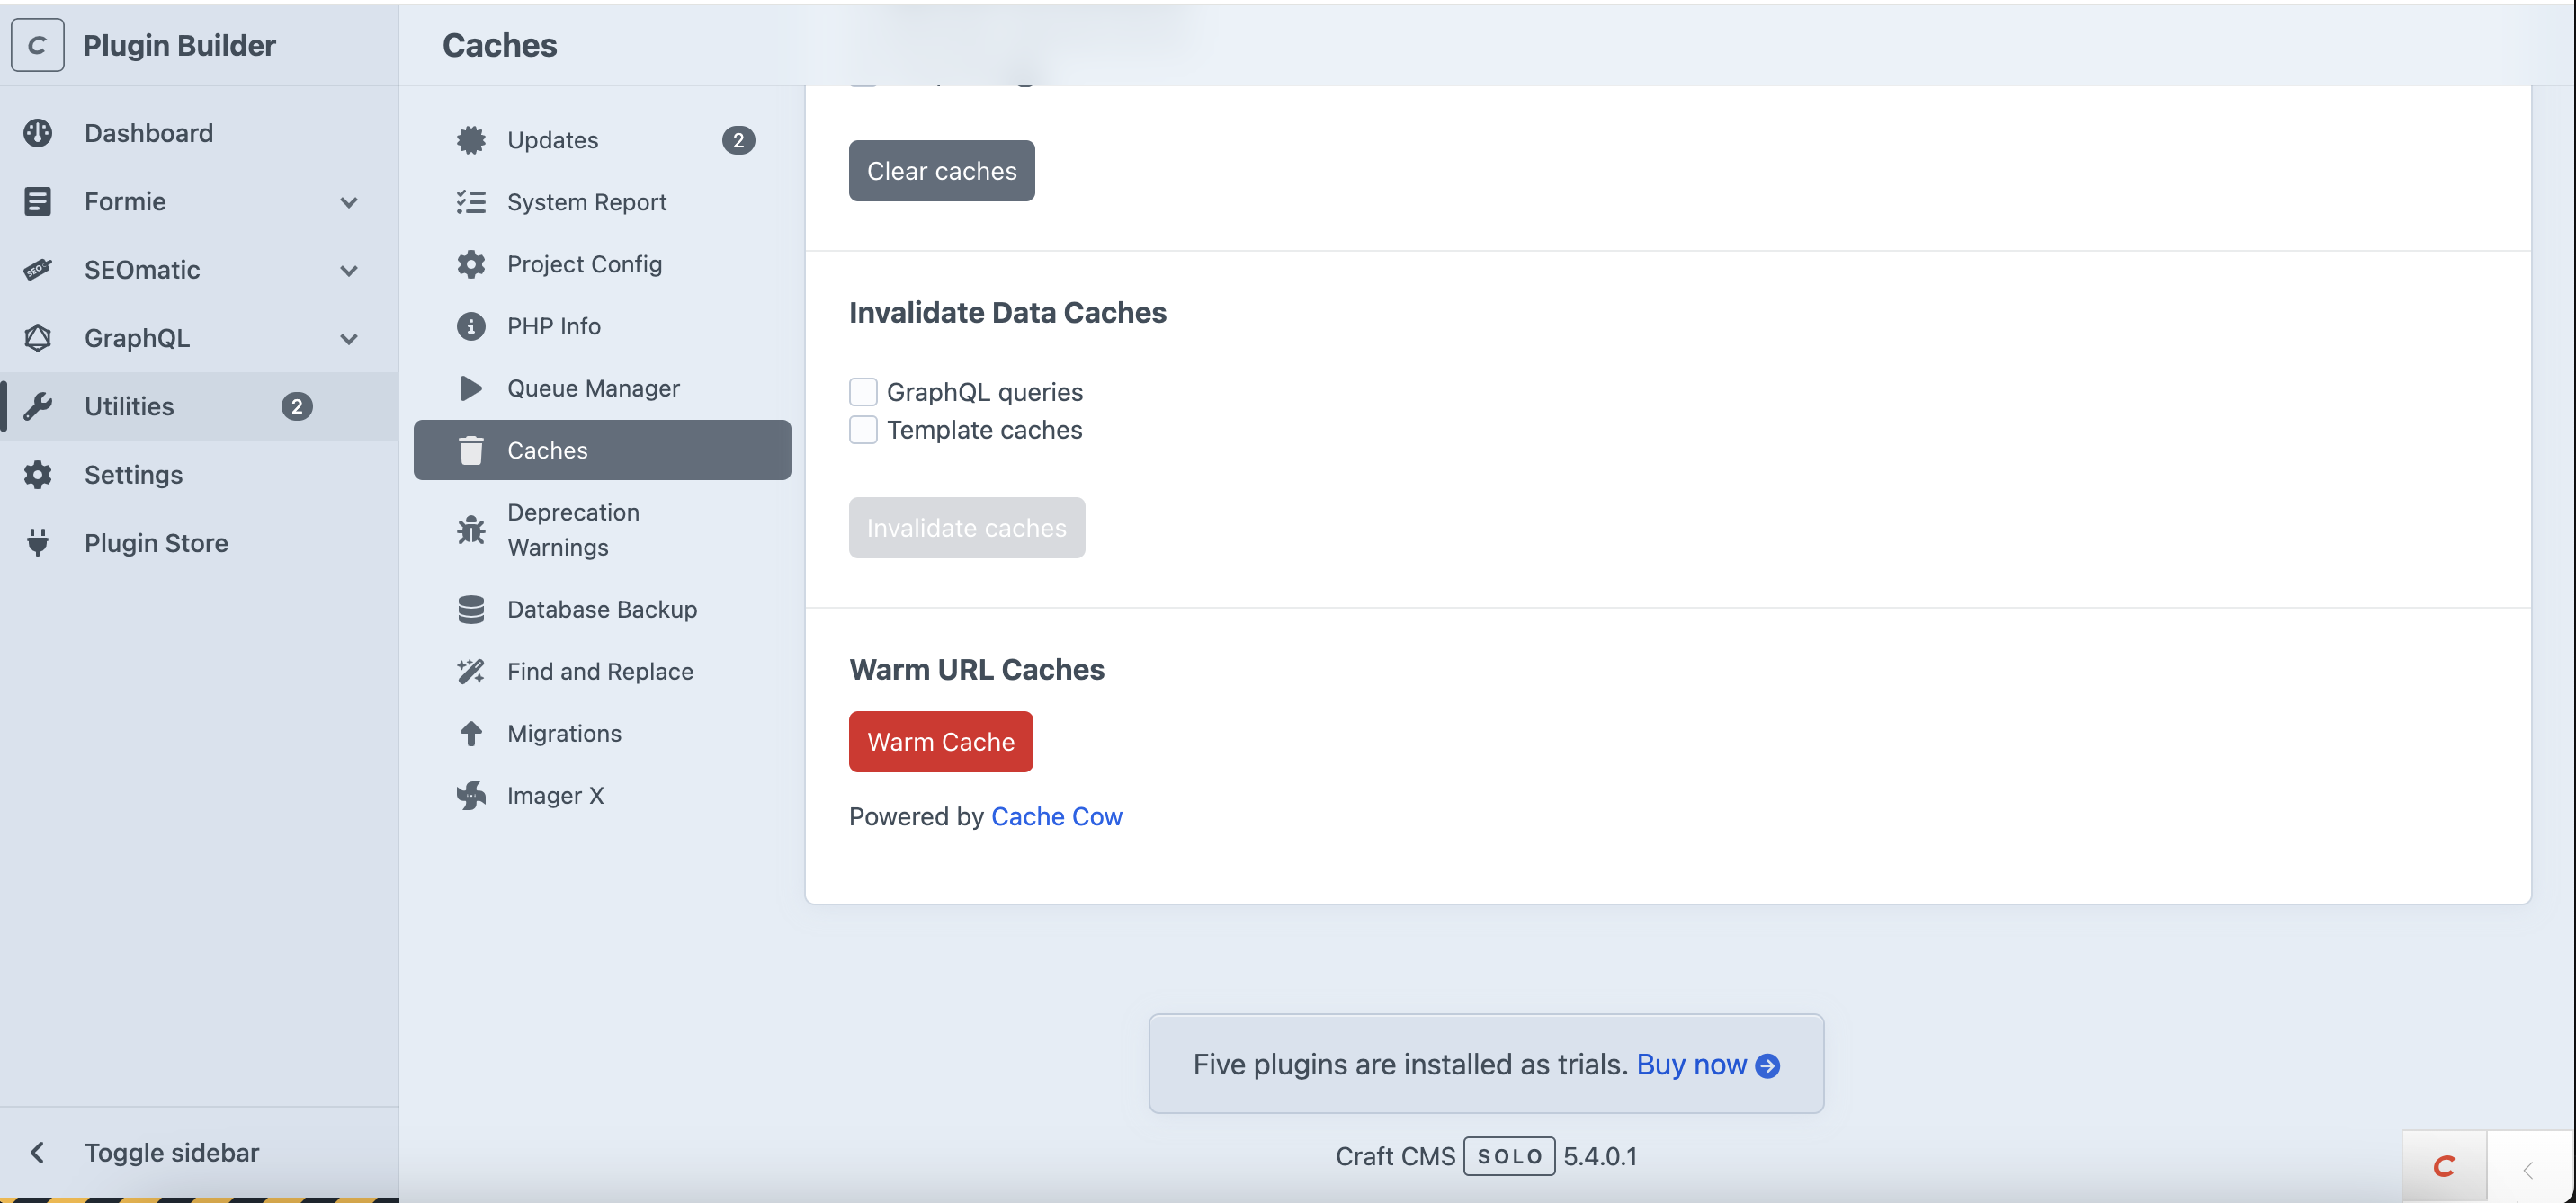 C Plugin Builder
Dashboard
Formie
SEO
SEOmatic
GraphQL
Utilities 2
Settings
Plugin Store
Toggle sidebar
Caches
Updates 2
System Report
Project Config
PHP Info
Queue Manager
Caches
Deprecation
Warnings
Database Backup
Find and Replace
Migrations
Imager X
Clear caches
Invalidate Data Caches
GraphQL queries
Template caches
Invalidate caches
Warm URL Caches
Warm Cache
Powered by Cache Cow
Five plugins are installed as trials. Buy now
Craft CMS SOLO 5.4.0.1
C